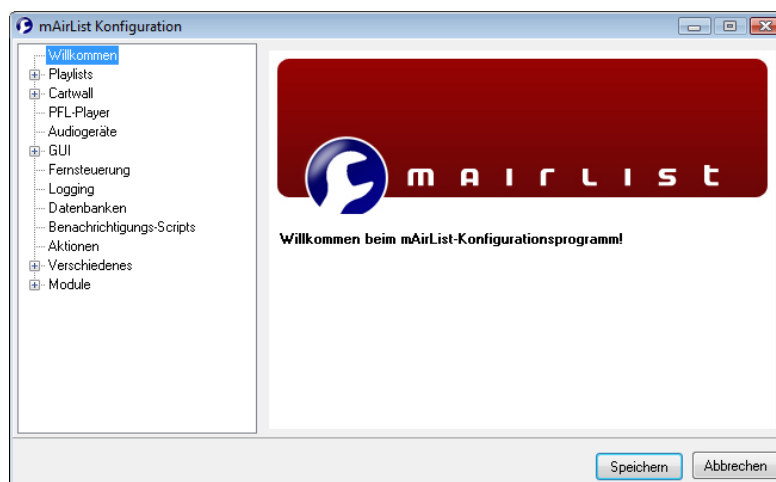 mAirList Konfiguration
Willkommen
Playlists
Cartwall
PFL-Player
Audiogeräte
GUI
Fernsteuerung
Logging
Datenbanken
Benachrichtigungs-Scripts
Aktionen
Verschiedenes
Module
mAirList
Willkommen beim mAirList-Konfigurationsprogramm!
Speichern
Abbrechen